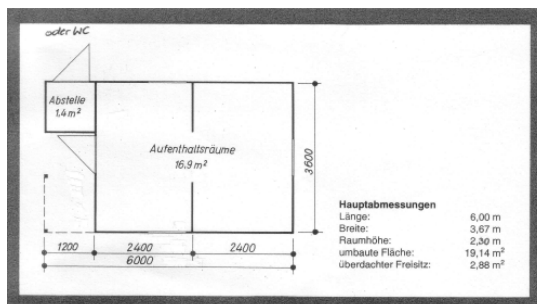 oder WC
Abstelle
1,4 m²
Aufenthaltsräume
16,9 m²
3600
1200
2400
2400
6000
Hauptabmessungen
Länge: 6,00 m
Breite: 3,67 m
Raumhöhe: 2,30 m
umbaute Fläche: 19,14 m²
überdachter Freisitz: 2,88 m²